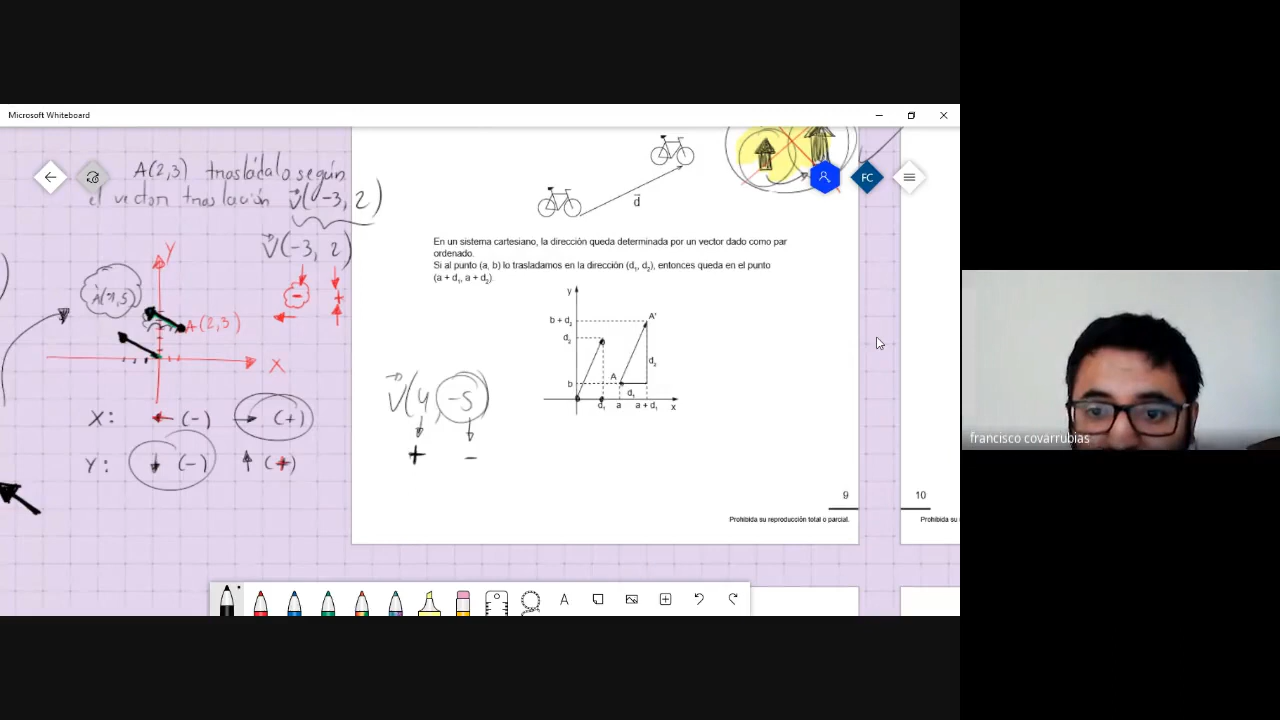 Microsoft Whiteboard
A(2,3) trasládalo según
el vector traslación v(-3, 2)
V(-3, 2)
-
+
Y
A(2,3)
X
X: ← (-) → (+)
Y: ↓ (-) ↑ (+)
V(4, -5)
+ -
d
FC
En un sistema cartesiano, la dirección queda determinada por un vector dado como par
ordenado.
Si al punto (a, b) lo trasladamos en la dirección (d₁, d₂), entonces queda en el punto
(a + d₁, a + d₂).
y
b + d₂
A'
d₂
d₂
b
A
d₁
d₁
a
a + d₁
x
9
Prohibida su reproducción total o parcial.
10
Prohibida su
A
francisco covarrubias